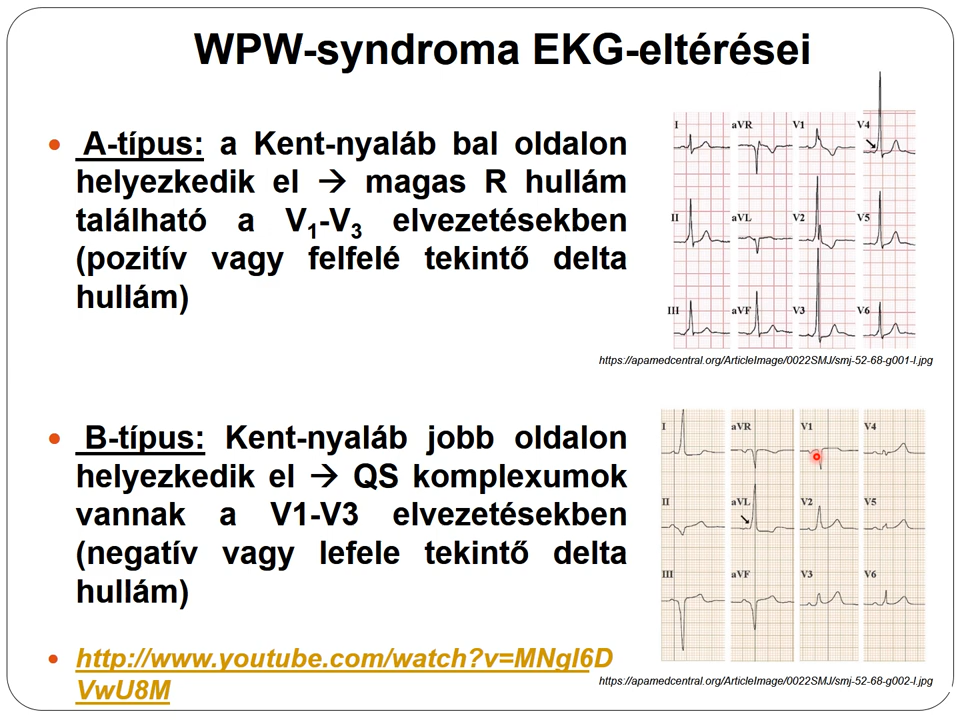 WPW-syndroma EKG-eltérései
• A-típus: a Kent-nyaláb bal oldalon
helyezkedik el → magas R hullám
található a V1-V3 elvezetésekben
(pozitív vagy felfelé tekintő delta
hullám)
I aVR V1 V4
II aVL V2 V5
III aVF V3 V6
https://apamedcentral.org/ArticleImage/0022SMJ/smj-52-68-g001-l.jpg
• B-típus: Kent-nyaláb jobb oldalon
helyezkedik el → QS komplexumok
vannak a V1-V3 elvezetésekben
(negatív vagy lefele tekintő delta
hullám)
I aVR V1 V4
II aVL V2 V5
III aVF V3 V6
• http://www.youtube.com/watch?v=MNgl6D
VwU8M
https://apamedcentral.org/ArticleImage/0022SMJ/smj-52-68-g002-l.jpg